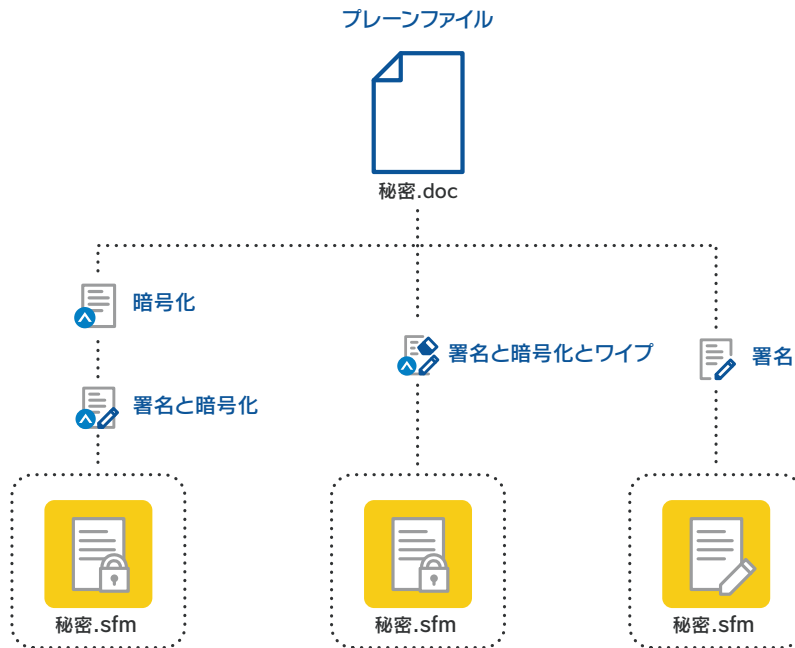 プレーンファイル
秘密.doc
暗号化
署名と暗号化
署名と暗号化とワイプ
署名
秘密.sfm
秘密.sfm
秘密.sfm